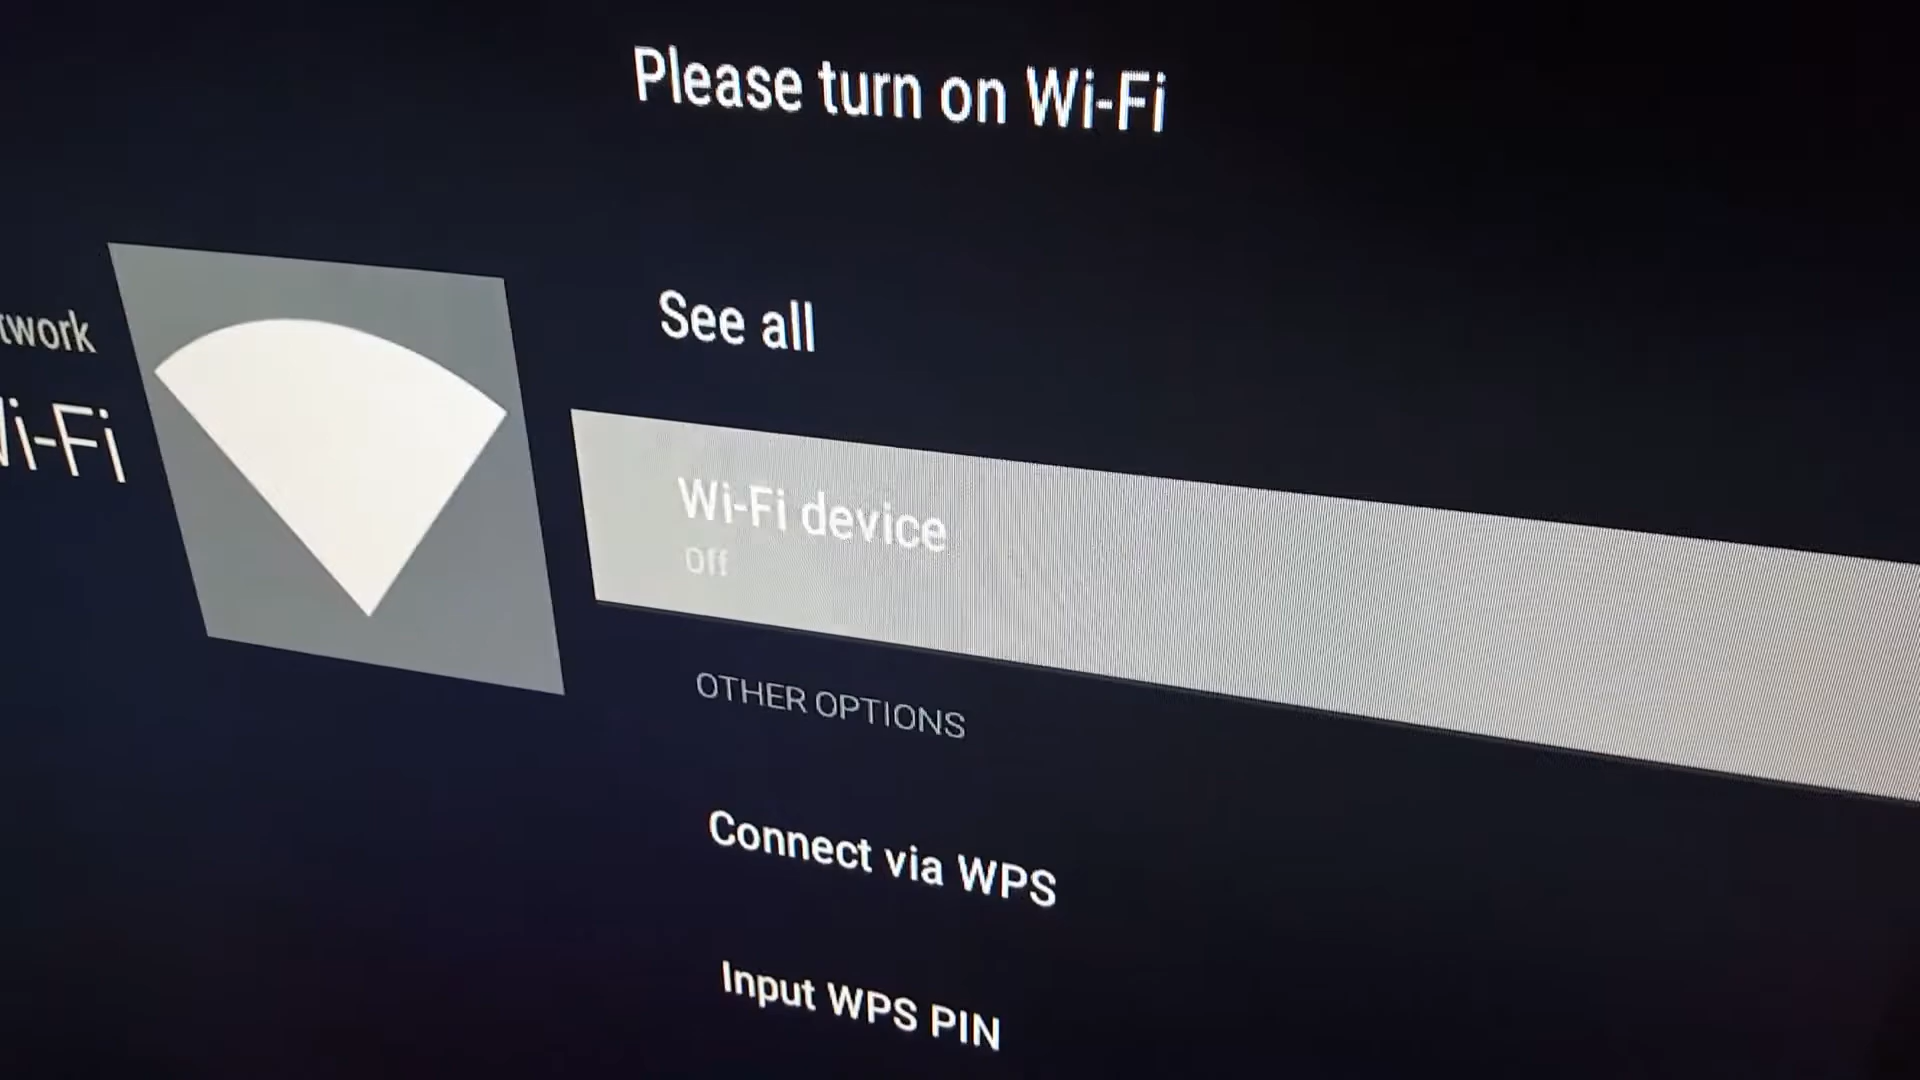 Please turn on Wi-Fi
See all
twork
Wi-Fi
Wi-Fi device
Off
OTHER OPTIONS
Connect via WPS
Input WPS PIN